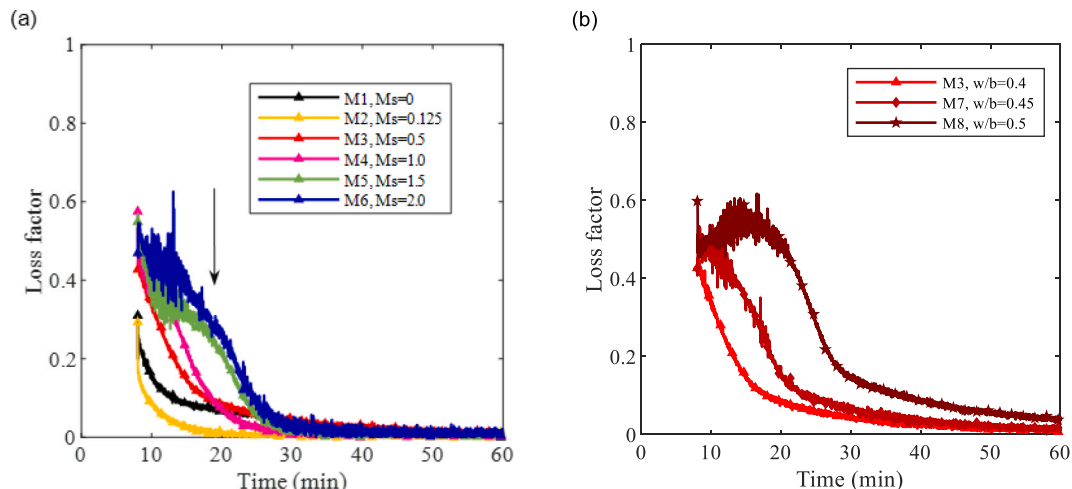 (a)
1
0.8
0.6
0.4
0.2
0
Loss factor
M1, Ms=0
M2, Ms=0.125
M3, Ms=0.5
M4, Ms=1.0
M5, Ms=1.5
M6, Ms=2.0
0 10 20 30 40 50 60
Time (min)
(b)
1
0.8
0.6
0.4
0.2
0
Loss factor
M3, w/b=0.4
M7, w/b=0.45
M8, w/b=0.5
0 10 20 30 40 50 60
Time (min)